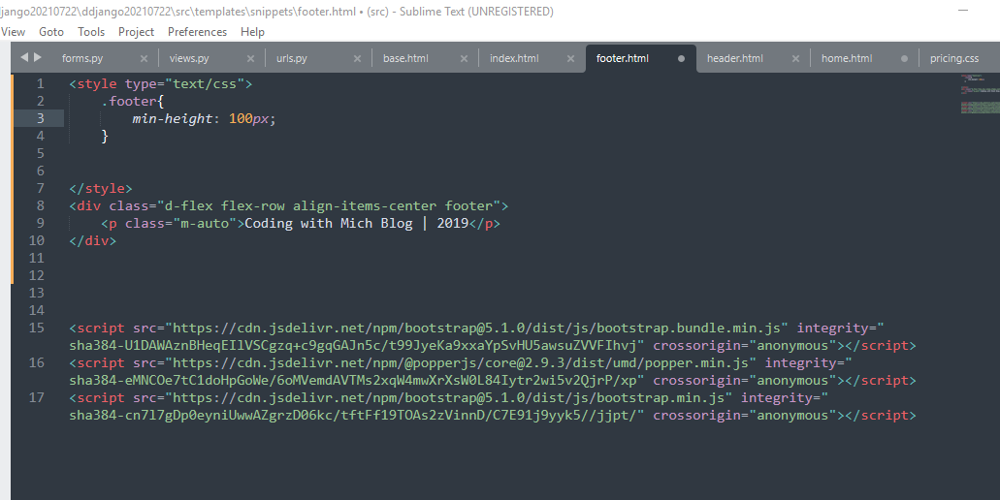 jango20210722\ddjango20210722\src\templates\snippets\footer.html • (src) - Sublime Text (UNREGISTERED)
View Goto Tools Project Preferences Help
forms.py views.py urls.py base.html index.html footer.html header.html home.html pricing.css
1 <style type="text/css">
2 .footer{
3 min-height: 100px;
4 }
5
6
7 </style>
8 <div class="d-flex flex-row align-items-center footer">
9 <p class="m-auto">Coding with Mich Blog | 2019</p>
10 </div>
11
12
13
14
15 <script src="https://cdn.jsdelivr.net/npm/bootstrap@5.1.0/dist/js/bootstrap.bundle.min.js" integrity="
sha384-U1DAWAznBHeqEIlVSCgzq+c9gqGAJn5c/t99JyeKa9xxaYpSvHU5awsuZVVFIhvj" crossorigin="anonymous"></script>
16 <script src="https://cdn.jsdelivr.net/npm/@popperjs/core@2.9.3/dist/umd/popper.min.js" integrity="
sha384-eMNCOe7tC1doHpGoWe/6oMVemdAVTMs2xqW4mwXrXsW0L84Iytr2wi5v2QjrP/xp" crossorigin="anonymous"></script>
17 <script src="https://cdn.jsdelivr.net/npm/bootstrap@5.1.0/dist/js/bootstrap.min.js" integrity="
sha384-cn7l7gDp0eyniUwwAZgrzD06kc/tftFf19TOAs2zVinnD/C7E91j9yyk5//jjpt/" crossorigin="anonymous"></script>